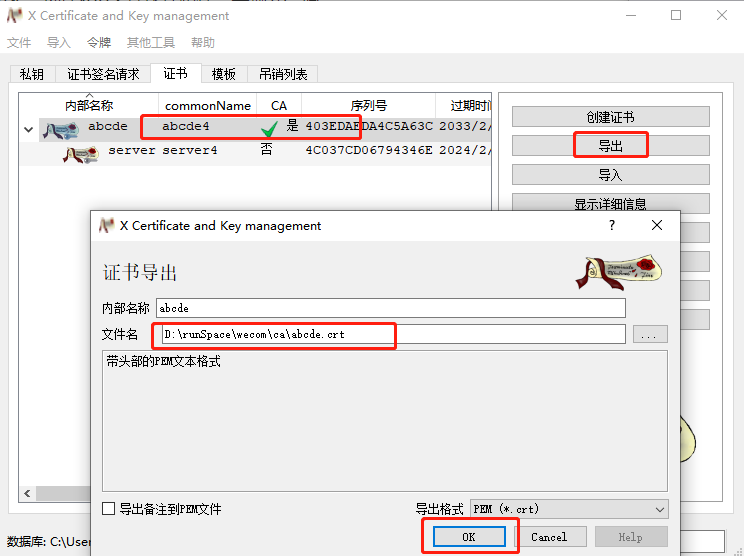 X Certificate and Key management
文件 导入 令牌 其他工具 帮助
私钥 证书签名请求 证书 模板 吊销列表
内部名称 commonName CA 序列号 过期时间
abcde abcde4 是 403EDAEDA4C5A63C 2033/2/
server server4 否 4C037CD06794346E 2024/2/
创建证书
导出
导入
显示详细信息
X Certificate and Key management
证书导出
内部名称 abcde
文件名 D:\runSpace\wecom\ca\abcde.crt ...
带头部的PEM文本格式
导出备注到PEM文件 导出格式 PEM (*.crt)
OK Cancel Help
数据库: C:\User